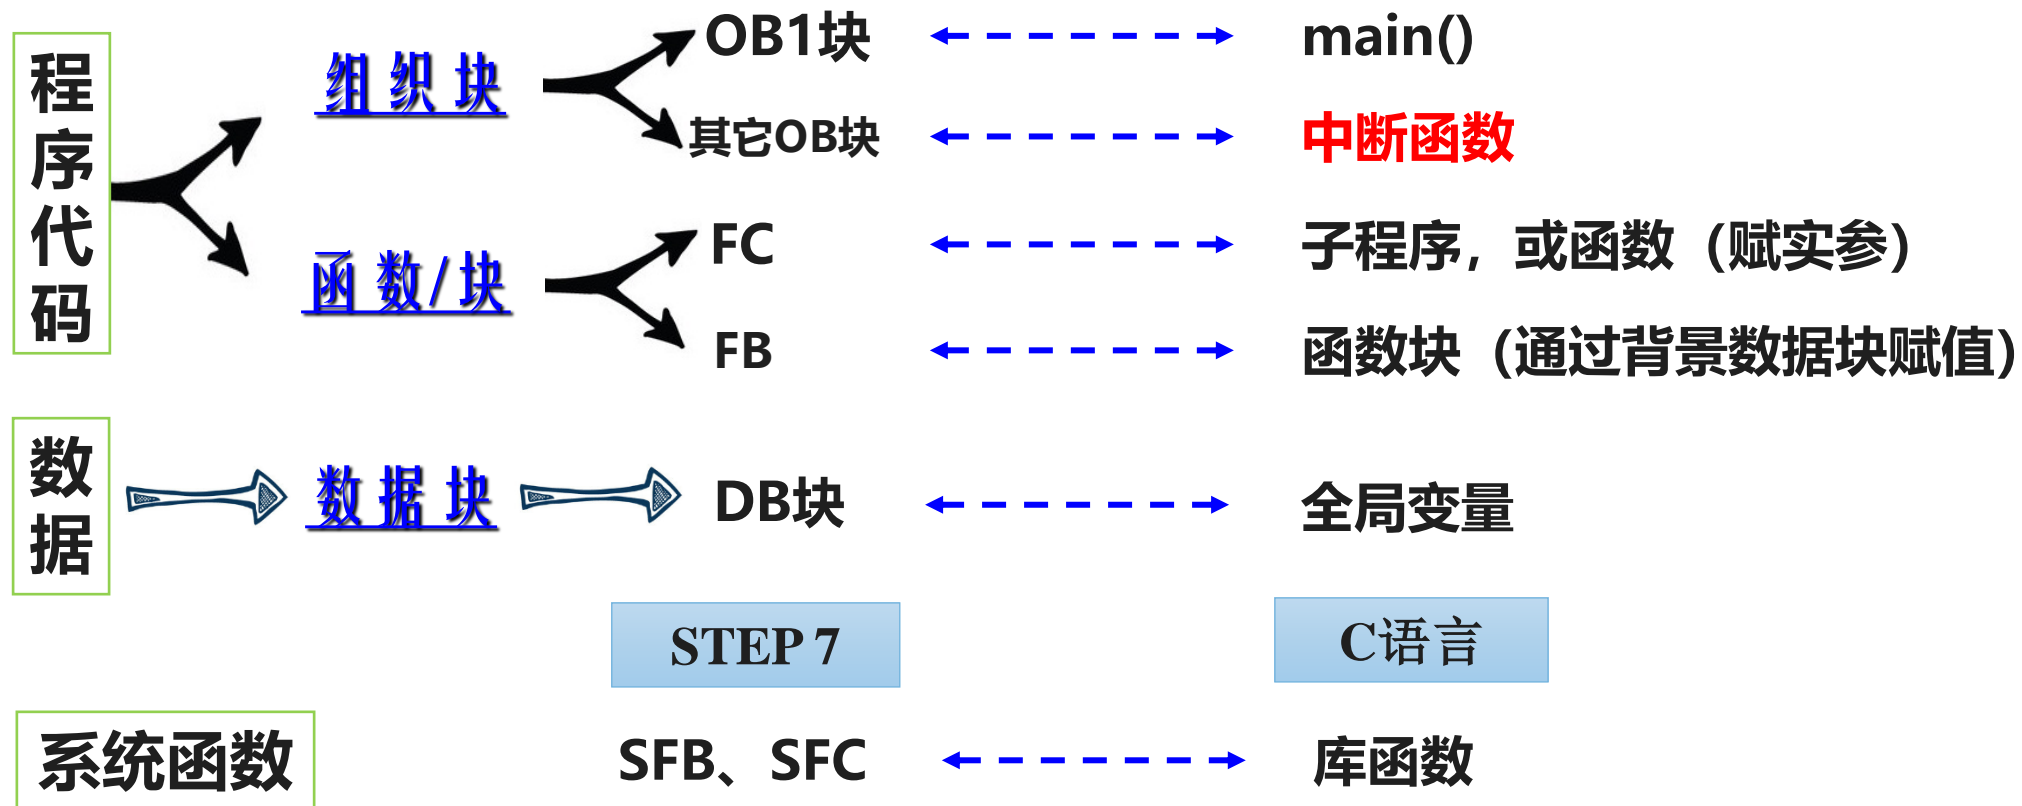 程序代码
组织块
OB1块
main()
其它OB块
中断函数
函数/块
FC
子程序，或函数（赋实参）
FB
函数块（通过背景数据块赋值）
数据
数据块
DB块
全局变量
STEP 7
C语言
系统函数
SFB、SFC
库函数